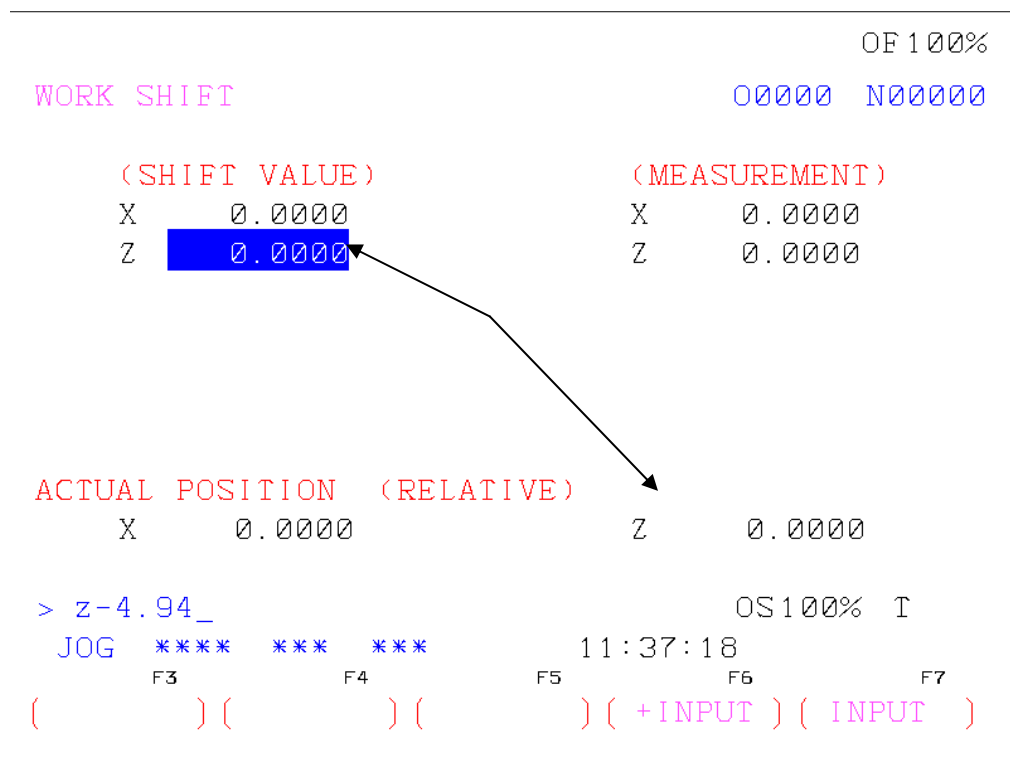 OF100%
WORK SHIFT O0000 N00000
(SHIFT VALUE) (MEASUREMENT)
X 0.0000 X 0.0000
Z 0.0000 Z 0.0000
ACTUAL POSITION (RELATIVE)
X 0.0000 Z 0.0000
> z-4.94_ OS100% T
JOG **** *** *** 11:37:18
F3 F4 F5 F6 F7
( )( )( )( +INPUT )( INPUT )